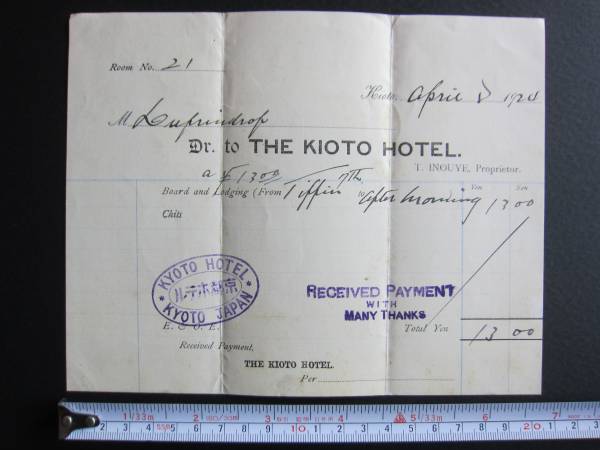 Room No. 21
Kioto, April 8 1924
M
Dr. to THE KIOTO HOTEL.
T. INOUYE, Proprietor.
a ¥ 13 00
Yen Sen
Board and Lodging (From Tiffin 7th, to after morning 13 00
Chits
KYOTO HOTEL
京都ホテル
KYOTO JAPAN
RECEIVED PAYMENT
WITH
MANY THANKS
E. & O. E.
Total Yen 13 00
Received Payment,
THE KIOTO HOTEL.
Per